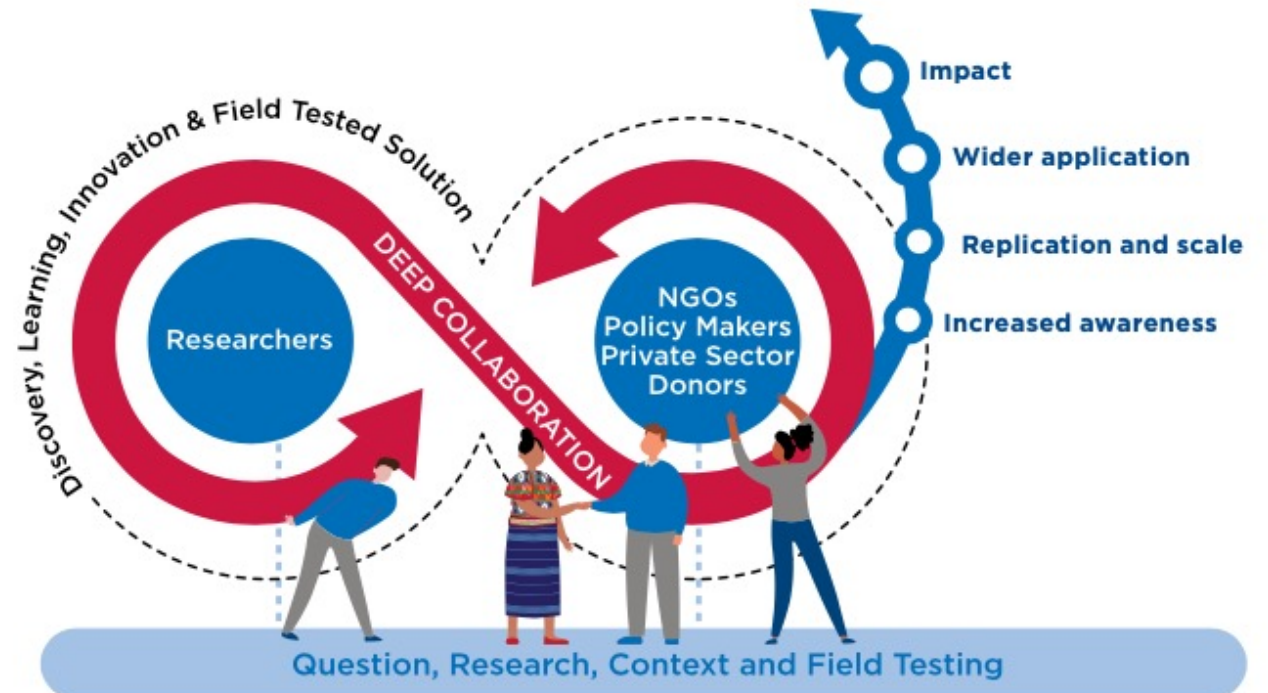 Discovery, Learning, Innovation & Field Tested Solution
Researchers
DEEP COLLABORATION
NGOs
Policy Makers
Private Sector
Donors
Impact
Wider application
Replication and scale
Increased awareness
Question, Research, Context and Field Testing